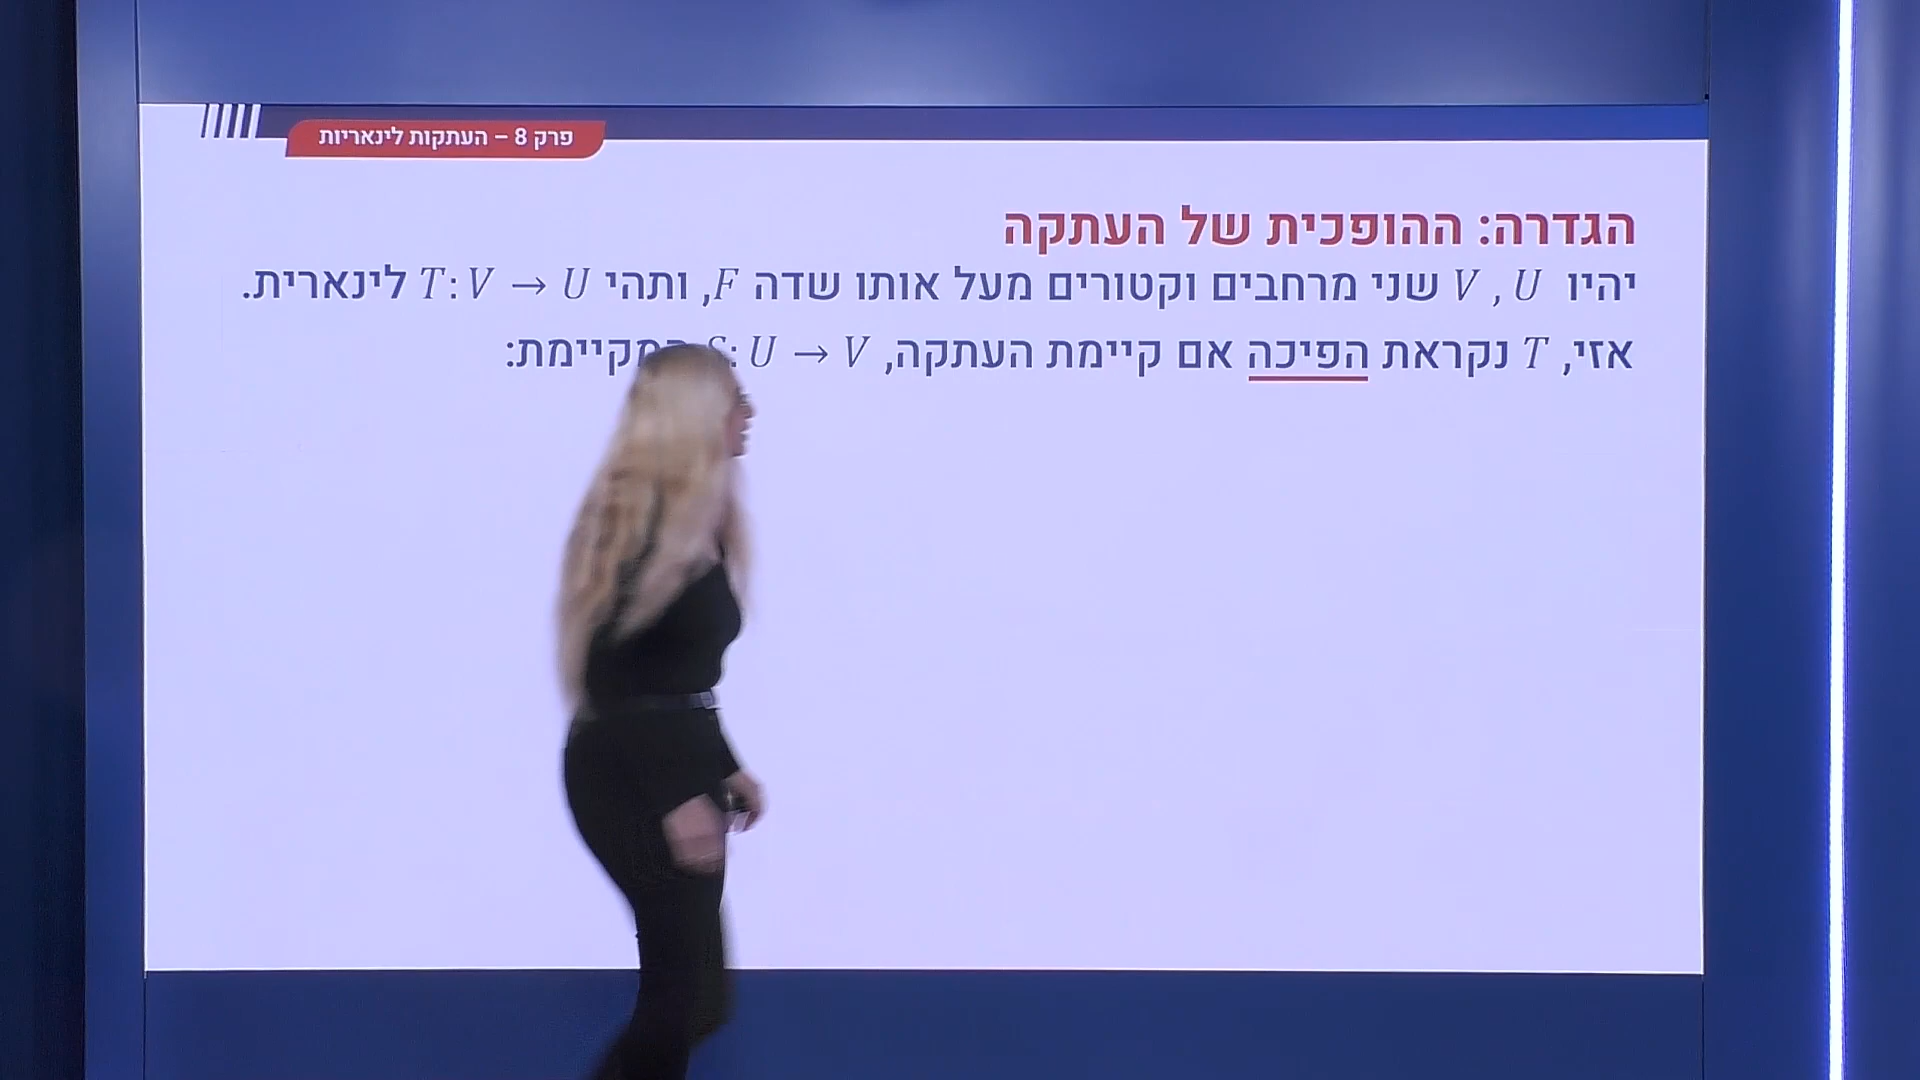 פרק 8 – העתקות לינאריות
הגדרה: ההופכית של העתקה
יהיו V , U שני מרחבים וקטורים מעל אותו שדה F, ותהי T: V → U לינארית.
אזי, T נקראת הפיכה אם קיימת העתקה, S: U → V המקיימת: